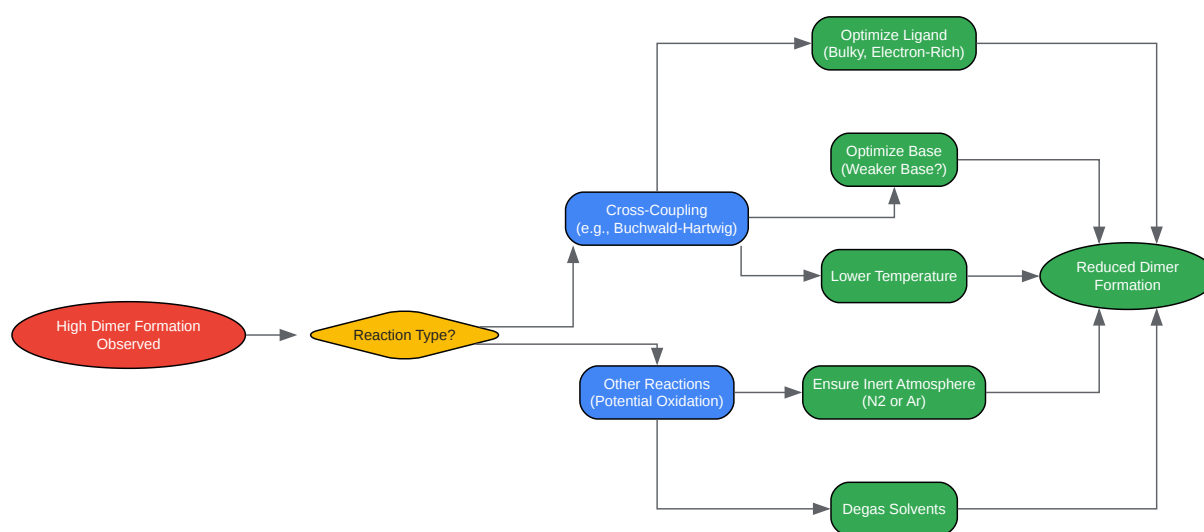 High Dimer Formation
Observed
Reaction Type?
Cross-Coupling
(e.g., Buchwald-Hartwig)
Other Reactions
(Potential Oxidation)
Optimize Ligand
(Bulky, Electron-Rich)
Optimize Base
(Weaker Base?)
Lower Temperature
Ensure Inert Atmosphere
(N2 or Ar)
Degas Solvents
Reduced Dimer
Formation